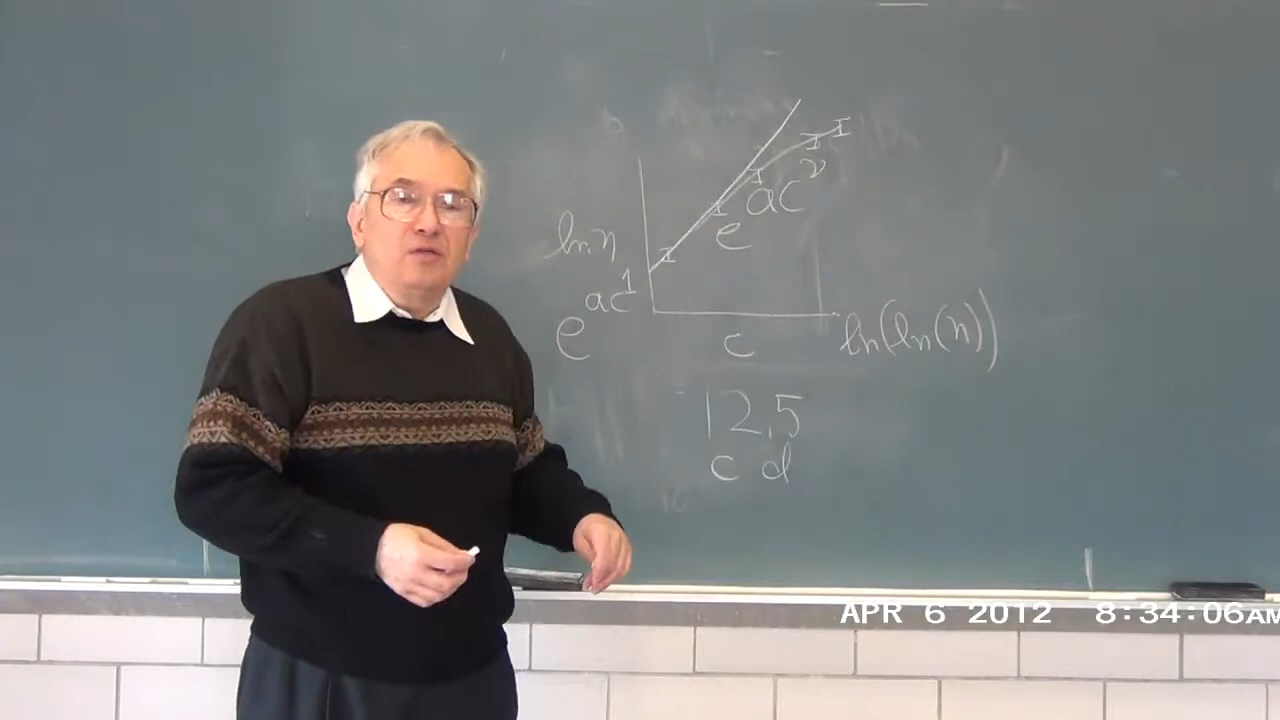 ac^ν
e
ln η
ac^1
e
c
ln(ln(n))
12.5
c d
APR 6 2012 8:34:06AM